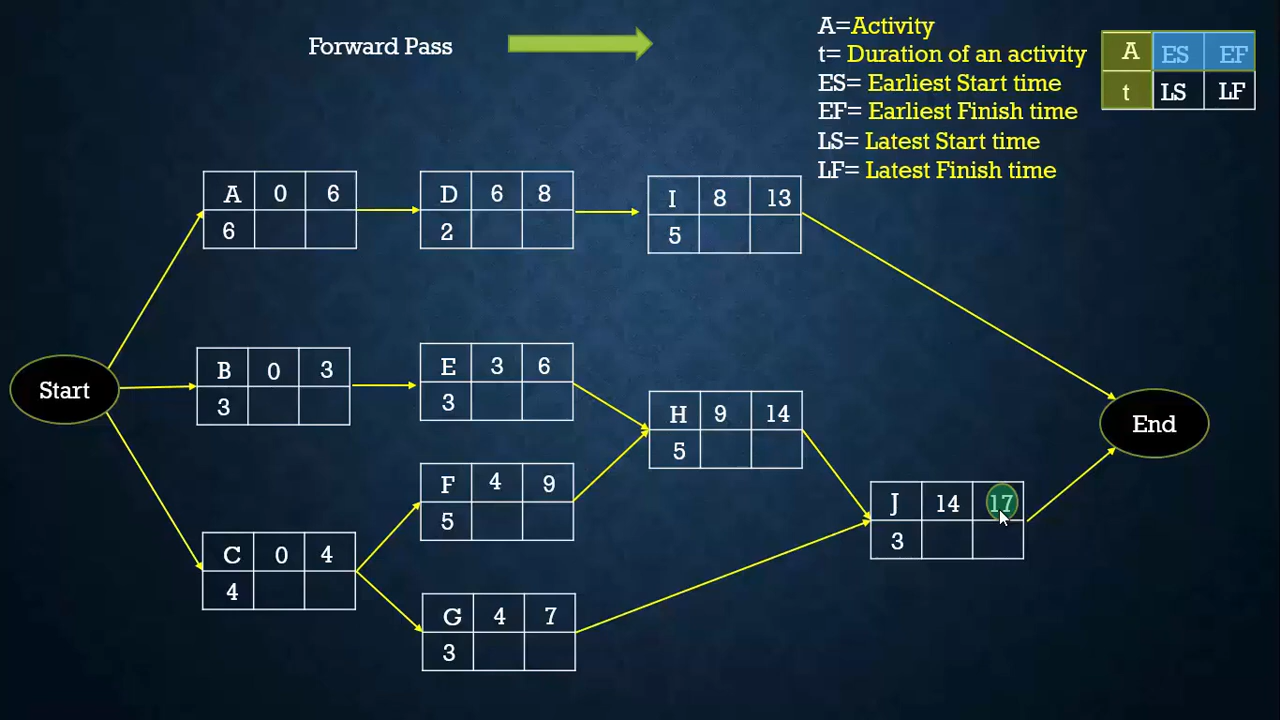 Forward Pass
A=Activity
t= Duration of an activity
ES= Earliest Start time
EF= Earliest Finish time
LS= Latest Start time
LF= Latest Finish time
A ES EF
t LS LF
A 0 6
6
D 6 8
2
I 8 13
5
Start
B 0 3
3
E 3 6
3
H 9 14
5
End
F 4 9
5
J 14 17
3
C 0 4
4
G 4 7
3